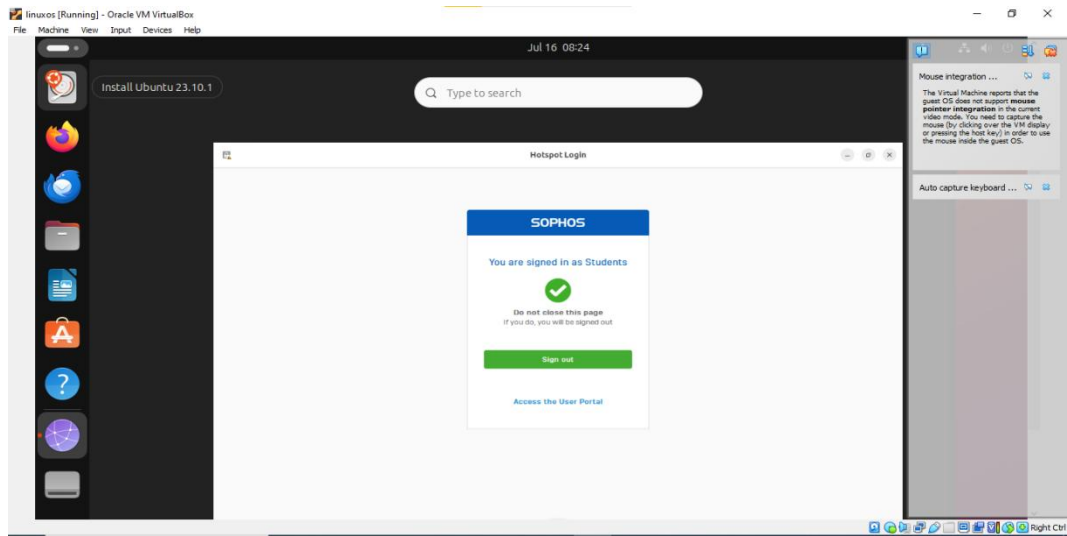 linuxos [Running] - Oracle VM VirtualBox
File Machine View Input Devices Help
Jul 16 08:24
Install Ubuntu 23.10.1
Type to search
Hotspot Login
SOPHOS
You are signed in as Students
Do not close this page
If you do, you will be signed out
Sign out
Access the User Portal
Mouse integration ...
The Virtual Machine reports that the
guest OS does not support mouse
pointer integration in the current
video mode. You need to capture the
mouse (by clicking over the VM display
or pressing the host key) in order to use
the mouse inside the guest OS.
Auto capture keyboard ...
Right Ctrl